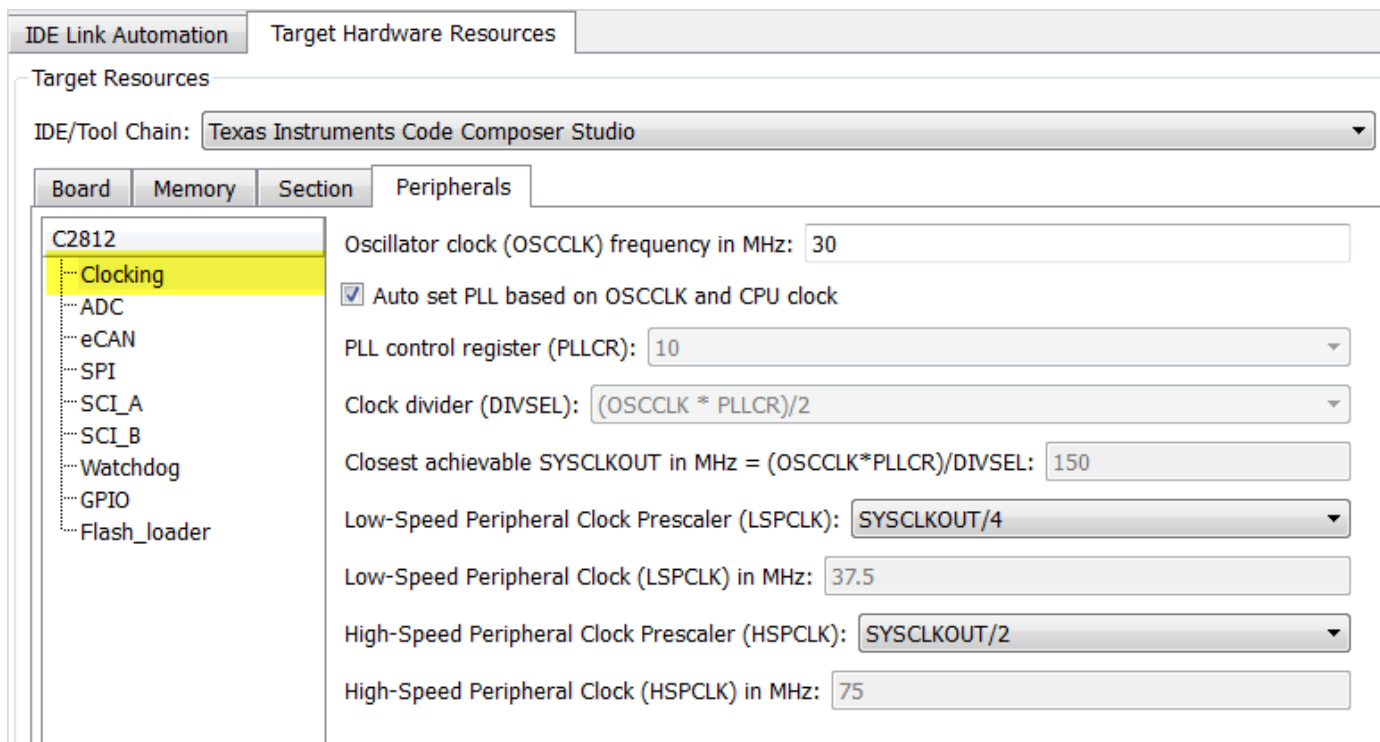 IDE Link Automation Target Hardware Resources
Target Resources
IDE/Tool Chain: Texas Instruments Code Composer Studio
Board Memory Section Peripherals
C2812
Clocking
ADC
eCAN
SPI
SCI_A
SCI_B
Watchdog
GPIO
Flash_loader
Oscillator clock (OSCCLK) frequency in MHz: 30
Auto set PLL based on OSCCLK and CPU clock
PLL control register (PLLCR): 10
Clock divider (DIVSEL): (OSCCLK * PLLCR)/2
Closest achievable SYSCLKOUT in MHz = (OSCCLK*PLLCR)/DIVSEL: 150
Low-Speed Peripheral Clock Prescaler (LSPCLK): SYSCLKOUT/4
Low-Speed Peripheral Clock (LSPCLK) in MHz: 37.5
High-Speed Peripheral Clock Prescaler (HSPCLK): SYSCLKOUT/2
High-Speed Peripheral Clock (HSPCLK) in MHz: 75